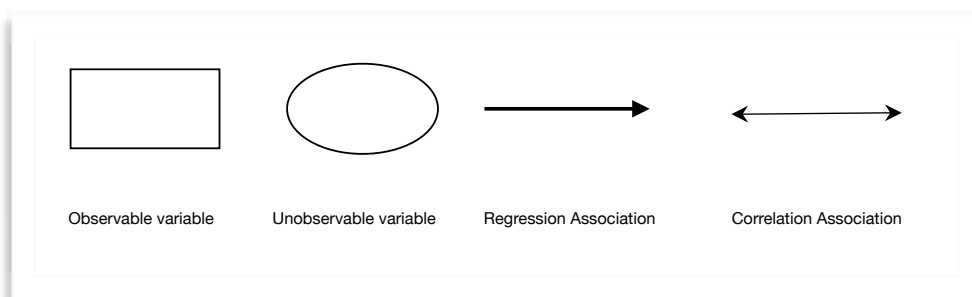 Observable variable
Unobservable variable
Regression Association
Correlation Association